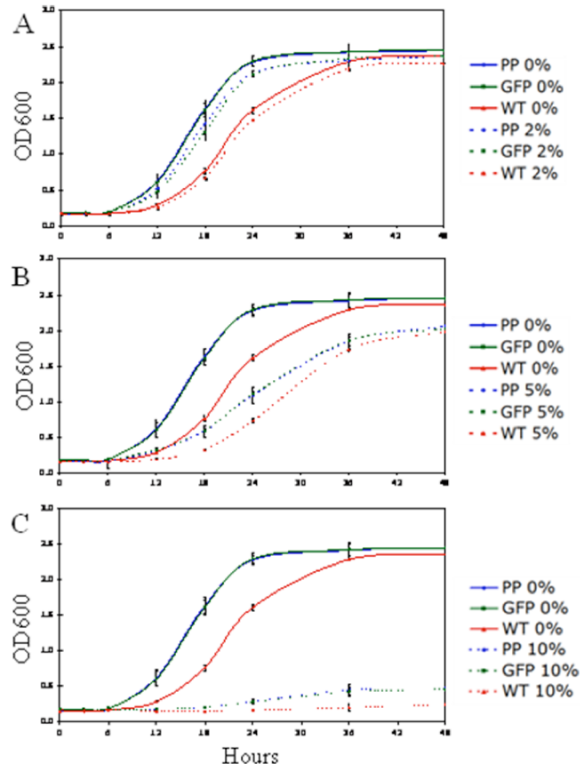 A
3.0
2.5
2.0
1.5
1.0
0.5
0.0
OD600
0 6 12 18 24 30 36 42 48
PP 0%
GFP 0%
WT 0%
PP 2%
GFP 2%
WT 2%
B
3.0
2.5
2.0
1.5
1.0
0.5
0.0
OD600
0 6 12 18 24 30 36 42 48
PP 0%
GFP 0%
WT 0%
PP 5%
GFP 5%
WT 5%
C
3.0
2.5
2.0
1.5
1.0
0.5
0.0
OD600
0 6 12 18 24 30 36 42 48
Hours
PP 0%
GFP 0%
WT 0%
PP 10%
GFP 10%
WT 10%